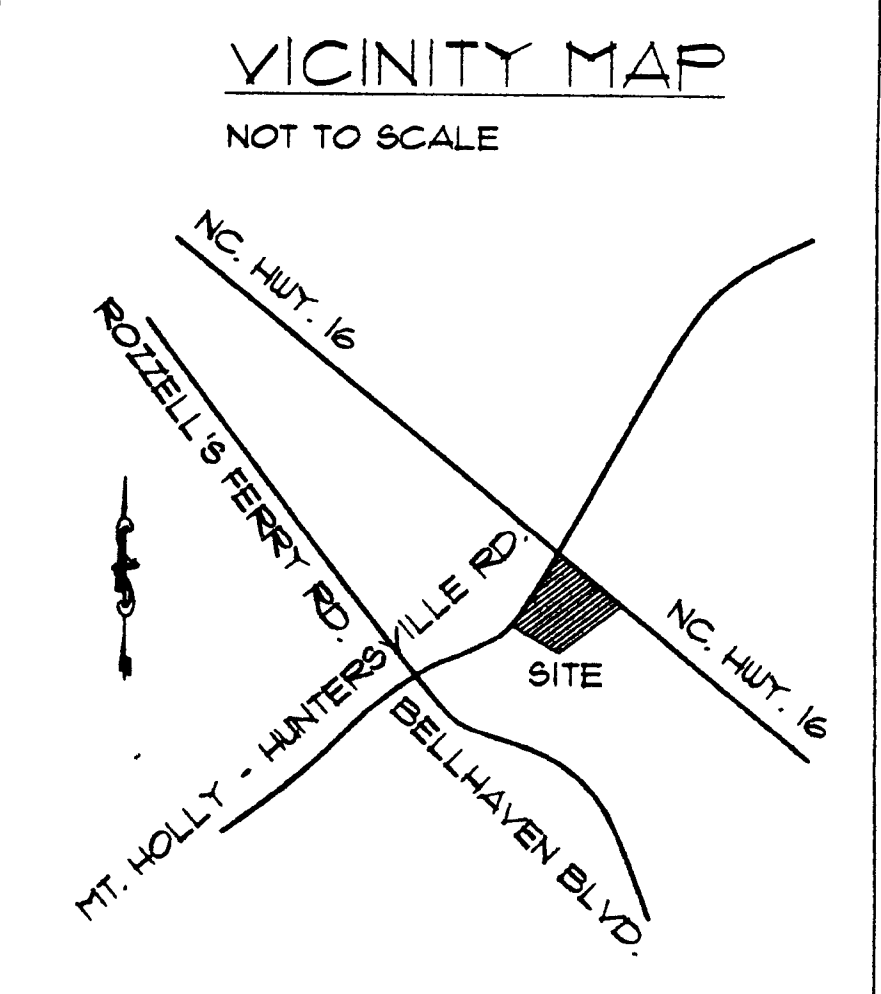 VICINITY MAP
NOT TO SCALE
NC. HWY. 16
ROZZELL'S FERRY RD.
MT. HOLLY - HUNTERSVILLE RD.
SITE
NC. HWY. 16
BELLHAVEN BLVD.